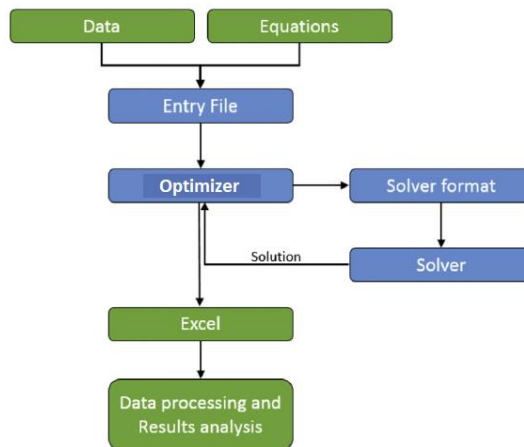 Data
Equations
Entry File
Optimizer
Solver format
Solution
Solver
Excel
Data processing and
Results analysis